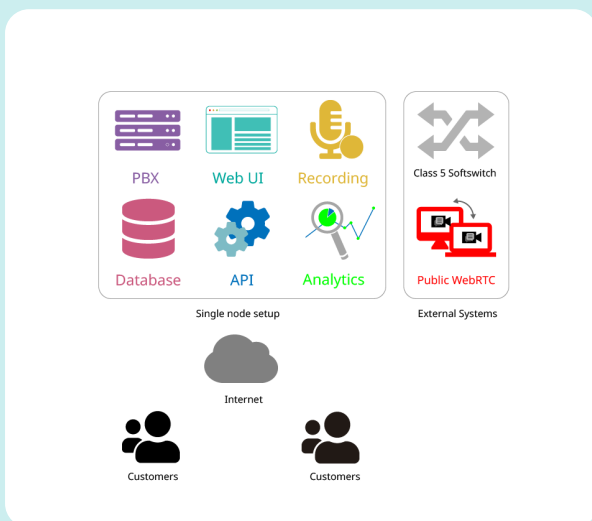 PBX
Web UI
Recording
Class 5 Softswitch
Database
API
Analytics
Public WebRTC
Single node setup
External Systems
Internet
Customers
Customers